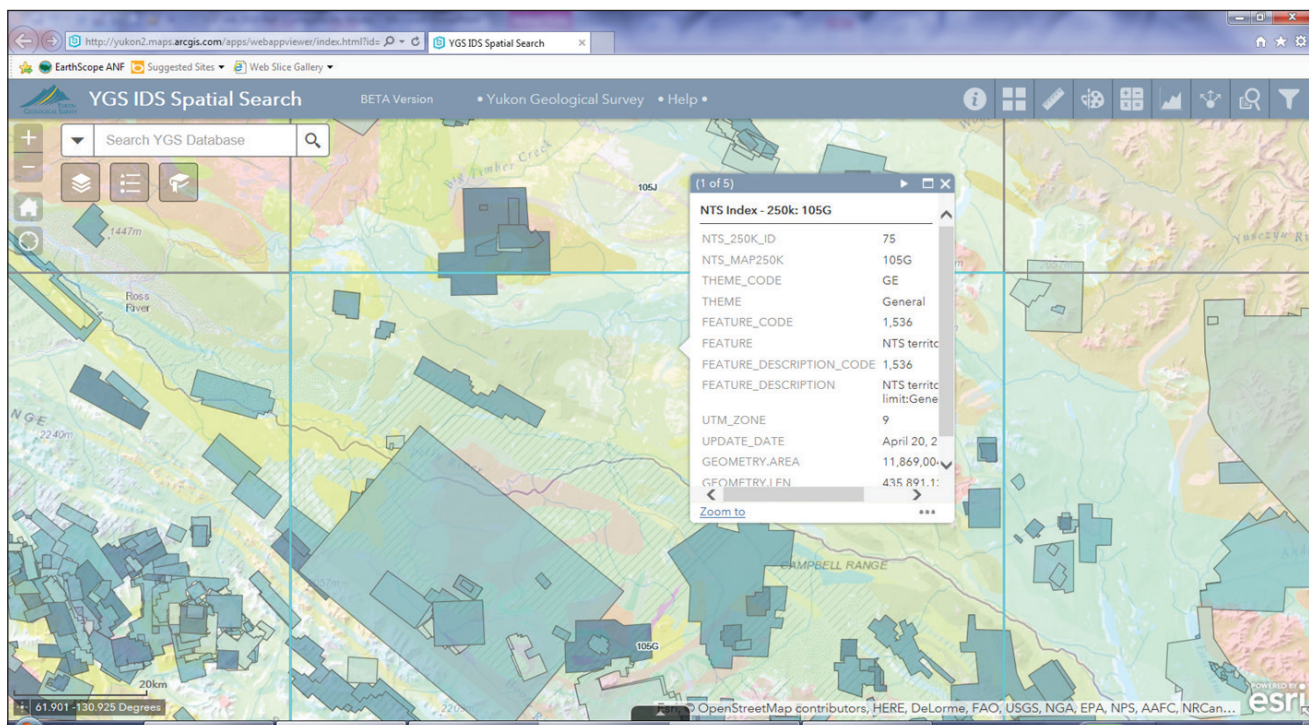 http://yukon2.maps.arcgis.com/apps/webappviewer/index.html?id=
YGS IDS Spatial Search
EarthScope ANF Suggested Sites Web Slice Gallery
YGS IDS Spatial Search BETA Version • Yukon Geological Survey • Help •
Search YGS Database
Big Timber Creek
105J
1447m
Ross
River
2240m
(1 of 5)
NTS Index - 250k: 105G
NTS_250K_ID 75
NTS_MAP250K 105G
THEME_CODE GE
THEME General
FEATURE_CODE 1,536
FEATURE NTS territc
FEATURE_DESCRIPTION_CODE 1,536
FEATURE_DESCRIPTION NTS territc
limit:Gene
UTM_ZONE 9
UPDATE_DATE April 20, 2
GEOMETRY.AREA 11,869,00
GEOMETRY.LEN 435 891.1
Zoom to
CAMPBELL RANGE
105G
20km
61.901 -130.925 Degrees
Esri, © OpenStreetMap contributors, HERE, DeLorme, FAO, USGS, NGA, EPA, NPS, AAFC, NRCan...
POWERED BY
esri